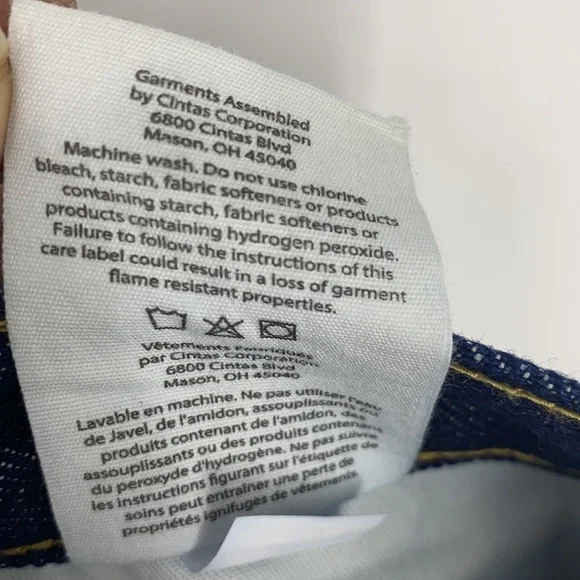 Garments Assembled
by Cintas Corporation
6800 Cintas Blvd
Mason, OH 45040
Machine wash. Do not use chlorine
bleach, starch, fabric softeners or products
containing starch, fabric softeners or
products containing hydrogen peroxide.
Failure to follow the instructions of this
care label could result in a loss of garment
flame resistant properties.
Vêtements Fabriqués
par Cintas Corporation
6800 Cintas Blvd
Mason, OH 45040
Lavable en machine. Ne pas utiliser l'eau
de Javel, de l'amidon, assouplissants ou
produits contenant de l'amidon, des
assouplissants ou des produits contenant
du peroxyde d'hydrogène. Ne pas suivre
les instructions figurant sur l'étiquette de
soins peut entraîner une perte de
propriétés ignifuges de vêtements.